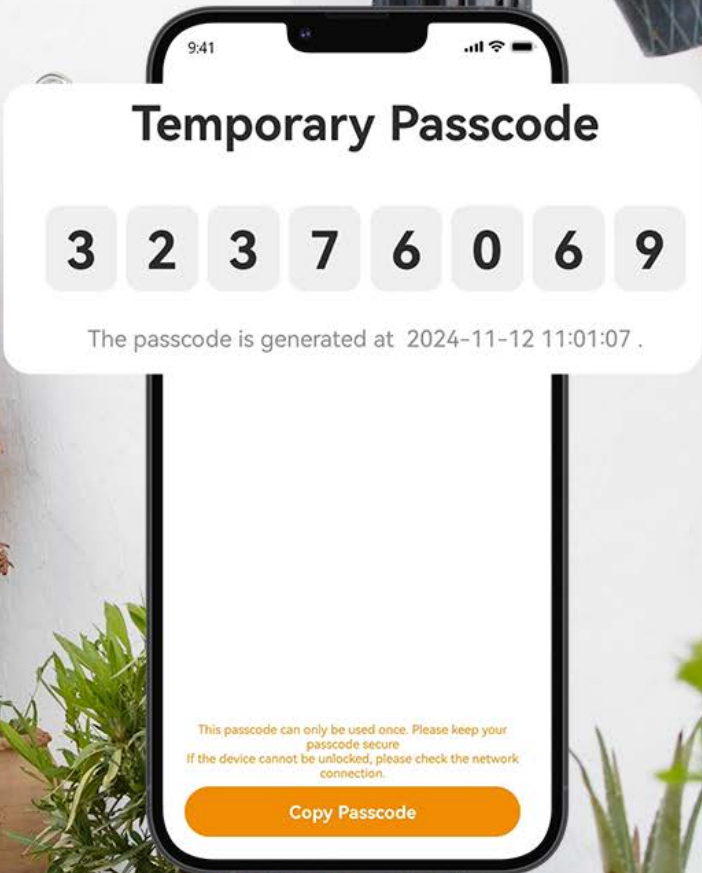 9:41
Temporary Passcode
3 2 3 7 6 0 6 9
The passcode is generated at 2024-11-12 11:01:07 .
This passcode can only be used once. Please keep your
passcode secure
If the device cannot be unlocked, please check the network
connection.
Copy Passcode